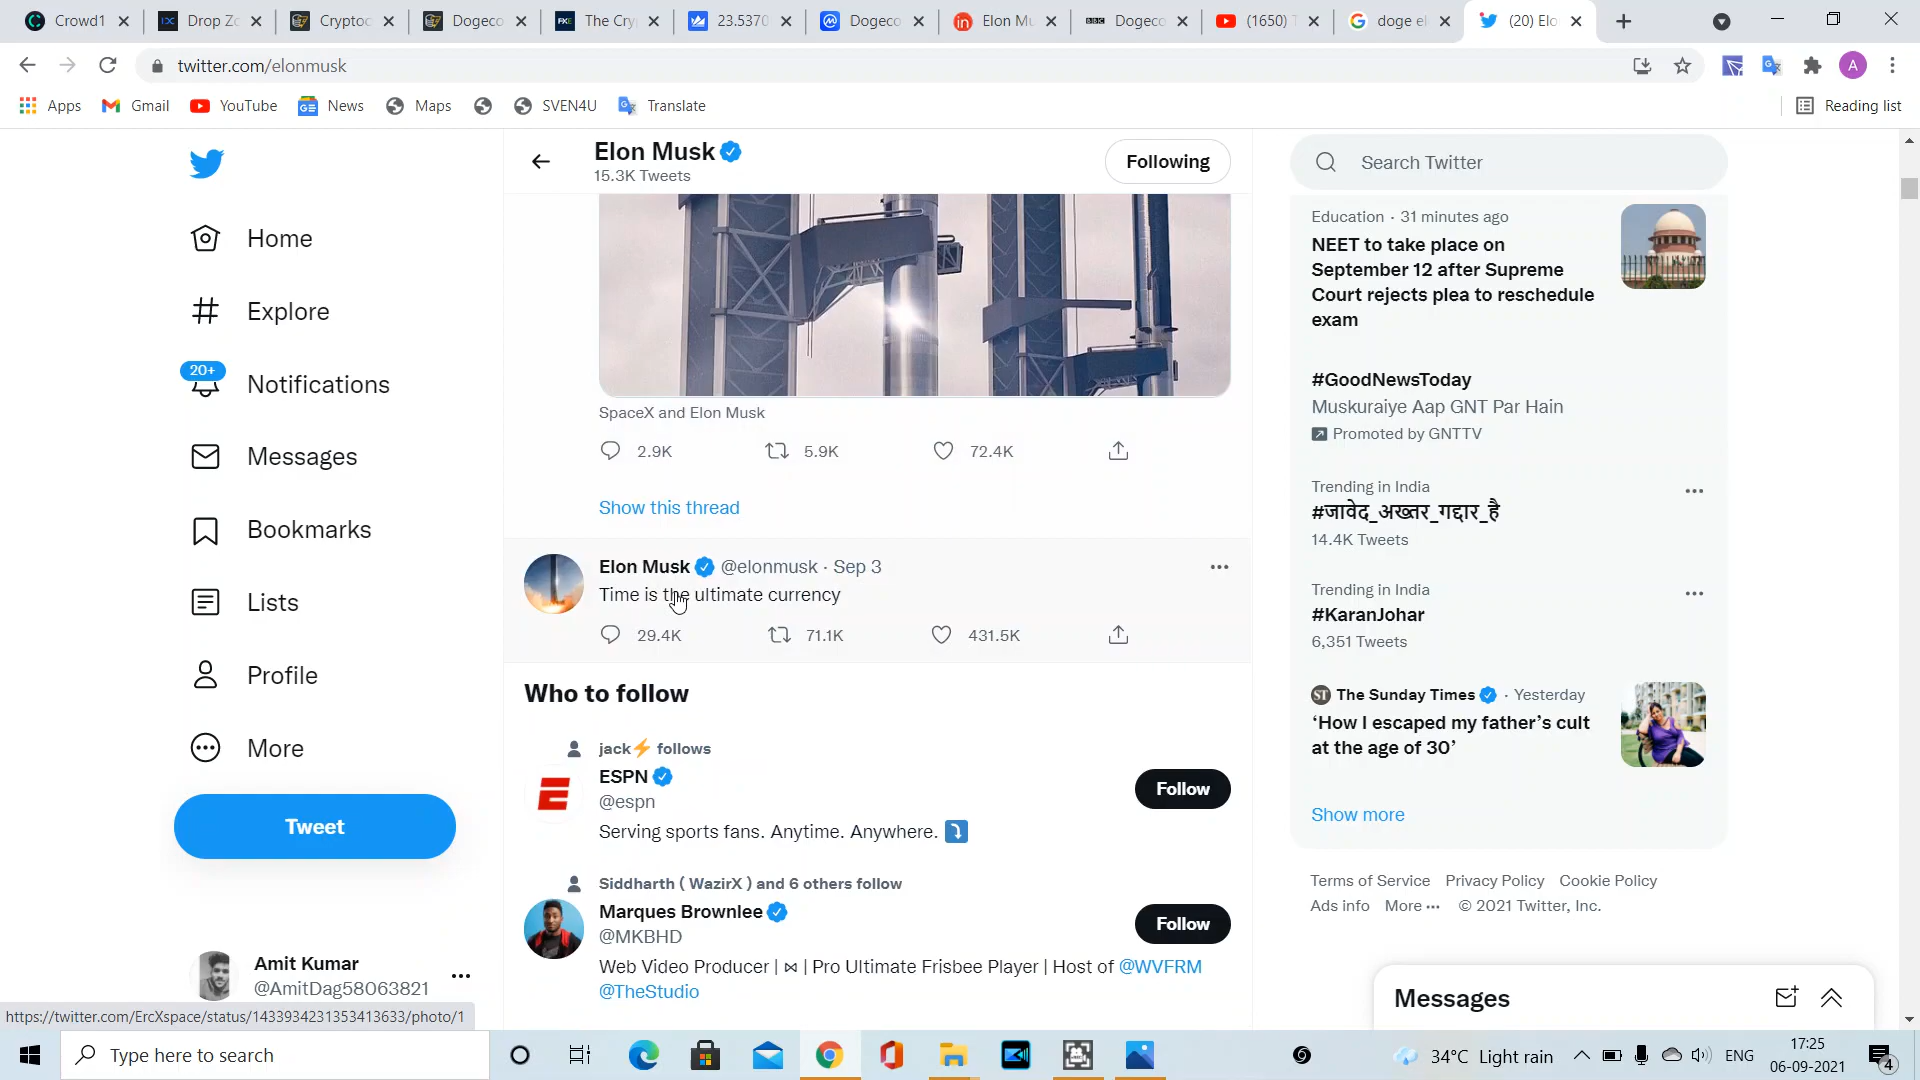 Crowd1
Drop Zo
Cryptoc
Dogeco
The Cry
23.5370
Dogeco
Elon Mu
Dogeco
(1650) T
doge el
(20) Elo
twitter.com/elonmusk
Apps
Gmail
YouTube
News
Maps
SVEN4U
Translate
Reading list
A
Home
Explore
20+
Notifications
Messages
Bookmarks
Lists
Profile
More
Tweet
Amit Kumar
@AmitDag58063821
https://twitter.com/ErcXspace/status/1433934231353413633/photo/1
Elon Musk
15.3K Tweets
Following
SpaceX and Elon Musk
2.9K 5.9K 72.4K
Show this thread
Elon Musk @elonmusk · Sep 3
Time is the ultimate currency
29.4K 71.1K 431.5K
Who to follow
jack⚡ follows
ESPN
@espn
Follow
Serving sports fans. Anytime. Anywhere. ⤵
Siddharth ( WazirX ) and 6 others follow
Marques Brownlee
@MKBHD
Follow
Web Video Producer | ⋈ | Pro Ultimate Frisbee Player | Host of @WVFRM
@TheStudio
Search Twitter
Education · 31 minutes ago
NEET to take place on
September 12 after Supreme
Court rejects plea to reschedule
exam
#GoodNewsToday
Muskuraiye Aap GNT Par Hain
Promoted by GNTTV
Trending in India
#जावेद_अख्तर_गद्दार_है
14.4K Tweets
Trending in India
#KaranJohar
6,351 Tweets
ST The Sunday Times · Yesterday
‘How I escaped my father’s cult
at the age of 30’
Show more
Terms of Service Privacy Policy Cookie Policy
Ads info More ··· © 2021 Twitter, Inc.
Messages
Type here to search
34°C Light rain
ENG
17:25
06-09-2021
4